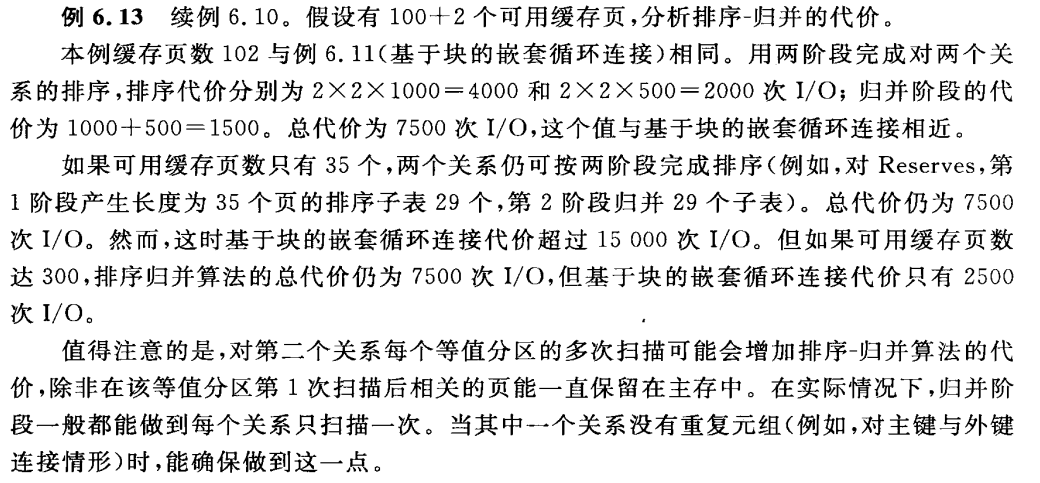 例 6.13 续例 6.10。假设有 100+2 个可用缓存页,分析排序-归并的代价。
本例缓存页数 102 与例 6.11(基于块的嵌套循环连接)相同。用两阶段完成对两个关
系的排序,排序代价分别为 2×2×1000=4000 和 2×2×500=2000 次 I/O; 归并阶段的代
价为 1000+500=1500。总代价为 7500 次 I/O,这个值与基于块的嵌套循环连接相近。
如果可用缓存页数只有 35 个,两个关系仍可按两阶段完成排序(例如,对 Reserves,第
1 阶段产生长度为 35 个页的排序子表 29 个,第 2 阶段归并 29 个子表)。总代价仍为 7500
次 I/O。然而,这时基于块的嵌套循环连接代价超过 15 000 次 I/O。但如果可用缓存页数
达 300,排序归并算法的总代价仍为 7500 次 I/O,但基于块的嵌套循环连接代价只有 2500
次 I/O。
值得注意的是,对第二个关系每个等值分区的多次扫描可能会增加排序-归并算法的代
价,除非在该等值分区第 1 次扫描后相关的页能一直保留在主存中。在实际情况下,归并阶
段一般都能做到每个关系只扫描一次。当其中一个关系没有重复元组(例如,对主键与外键
连接情形)时,能确保做到这一点。